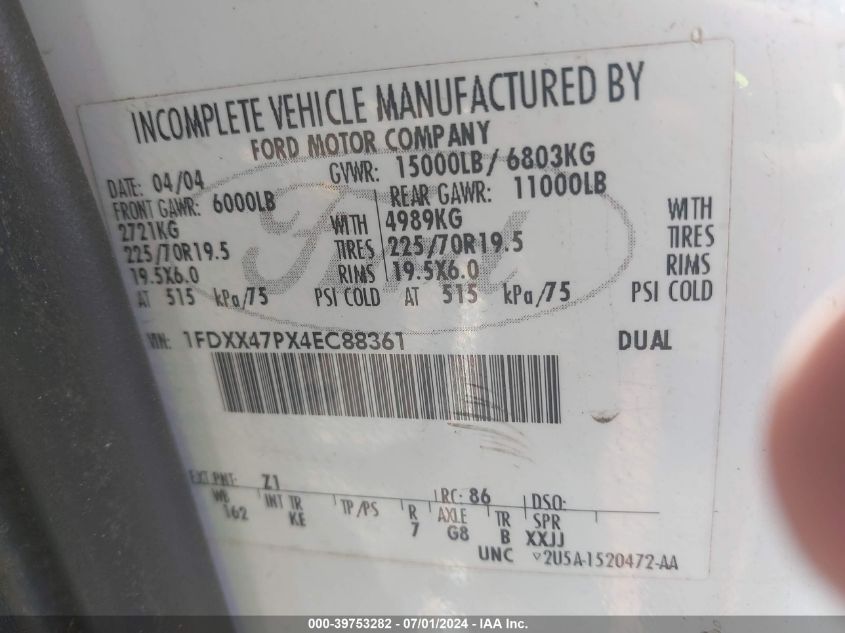 INCOMPLETE VEHICLE MANUFACTURED BY
FORD MOTOR COMPANY
DATE: 04/04 GVWR: 15000LB/6803KG
FRONT GAWR: 6000LB REAR GAWR: 11000LB
2721KG WITH 4989KG WITH
225/70R19.5 TIRES 225/70R19.5 TIRES
19.5X6.0 RIMS 19.5X6.0 RIMS
AT 515 kPa/75 PSI COLD AT 515 kPa/75 PSI COLD
VIN: 1FDXX47PX4EC88361 DUAL
EXT PNT: Z1 RC: 86 DSO:
WB INT TR TP/PS R AXLE TR SPR
162 KE 7 G8 B XXJJ
UNC 2U5A-1520472-AA
000-39753282 - 07/01/2024 - IAA Inc.